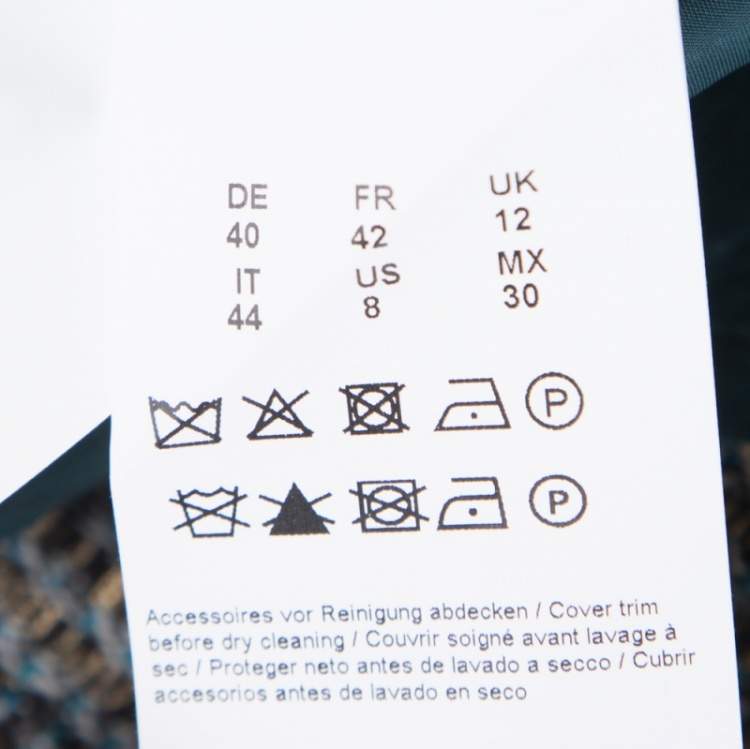 DE FR UK
40 42 12
IT US MX
44 8 30
P
P
Accessoires vor Reinigung abdecken / Cover trim
before dry cleaning / Couvrir soigné avant lavage à
sec / Proteger neto antes de lavado a secco / Cubrir
accesorios antes de lavado en seco